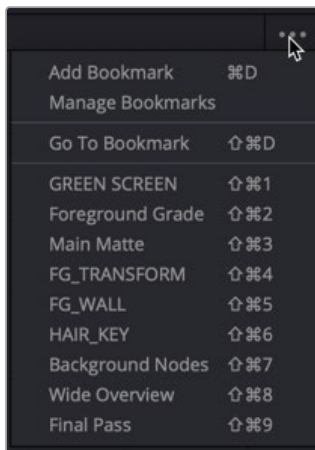 Add Bookmark ⌘D
Manage Bookmarks
Go To Bookmark ⇧⌘D
GREEN SCREEN ⇧⌘1
Foreground Grade ⇧⌘2
Main Matte ⇧⌘3
FG_TRANSFORM ⇧⌘4
FG_WALL ⇧⌘5
HAIR_KEY ⇧⌘6
Background Nodes ⇧⌘7
Wide Overview ⇧⌘8
Final Pass ⇧⌘9